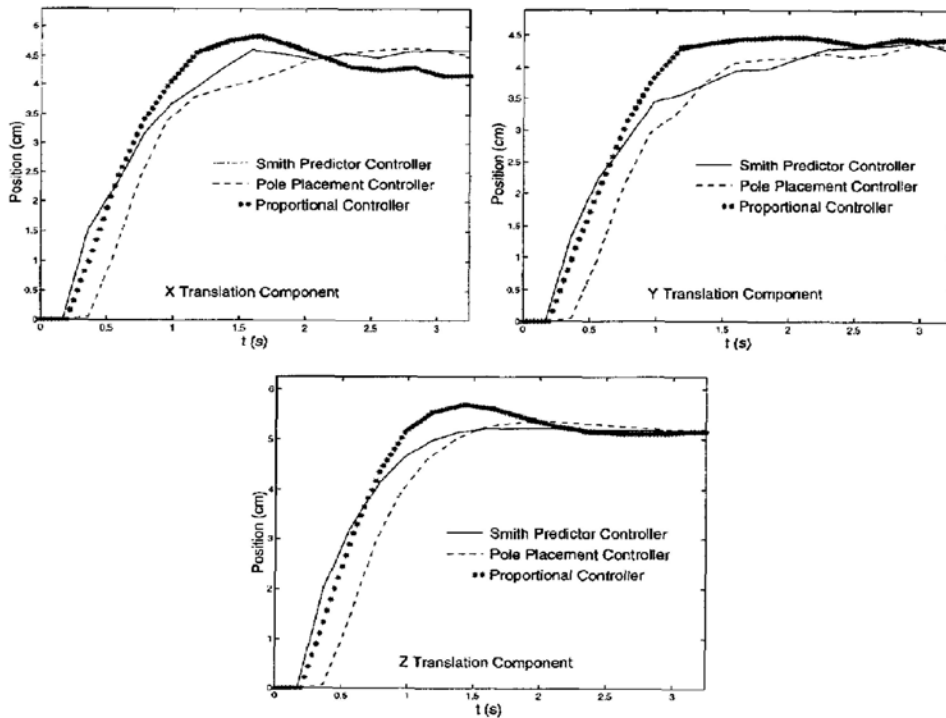 5
4.5
4
3.5
3
2.5
2
1.5
1
0.5
0
Position (cm)
Smith Predictor Controller
Pole Placement Controller
Proportional Controller
X Translation Component
0 0.5 1 1.5 2 2.5 3
t (s)
4.5
4
3.5
3
2.5
2
1.5
1
0.5
0
Position (cm)
Smith Predictor Controller
Pole Placement Controller
Proportional Controller
Y Translation Component
0 0.5 1 1.5 2 2.5 3
t (s)
6
5
4
3
2
1
0
Position (cm)
Smith Predictor Controller
Pole Placement Controller
Proportional Controller
Z Translation Component
0 0.5 1 1.5 2 2.5 3
t (s)